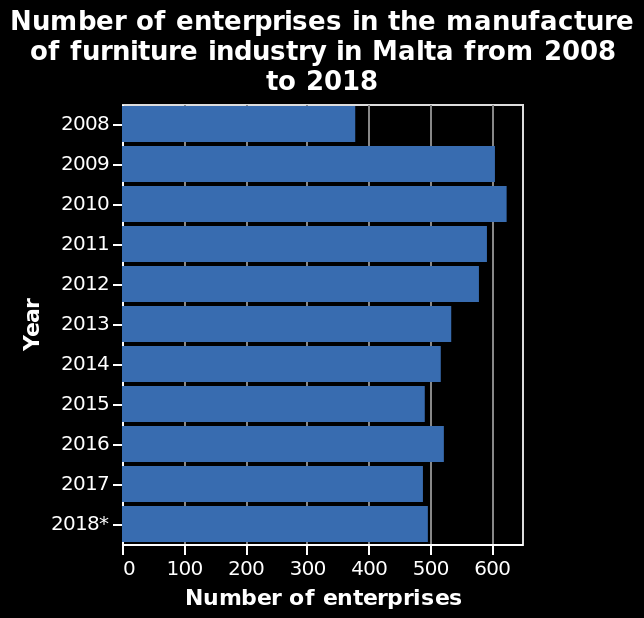 Number of enterprises in the manufacture
of furniture industry in Malta from 2008
to 2018
2008
2009
2010
2011
2012
2013
2014
2015
2016
2017
2018*
Year
0 100 200 300 400 500 600
Number of enterprises